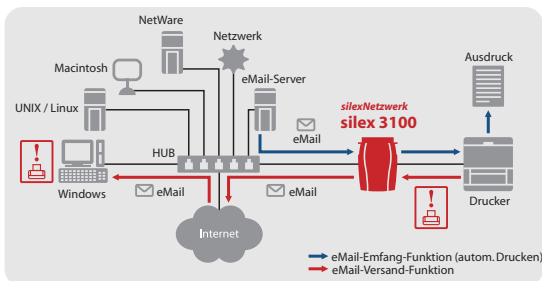 NetWare
Netzwerk
Macintosh
eMail-Server
Ausdruck
UNIX / Linux
silexNetzwerk
silex 3100
eMail
HUB
Windows
eMail
eMail
Drucker
Internet
eMail-Emfang-Funktion (autom. Drucken)
eMail-Versand-Funktion